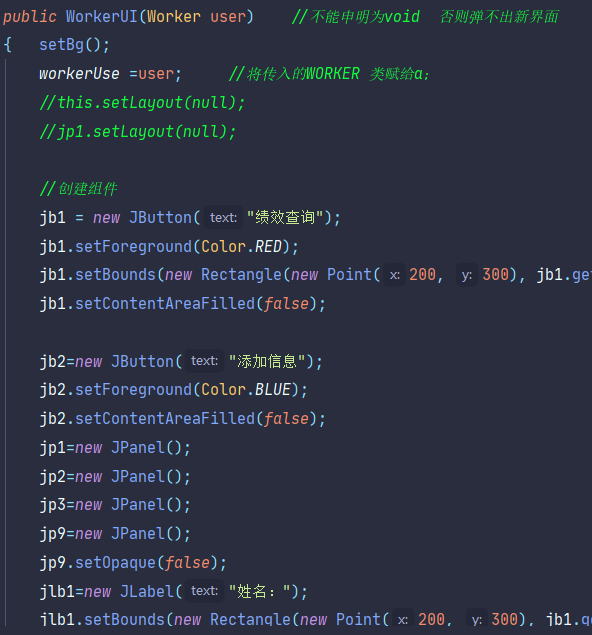 public WorkerUI(Worker user)    //不能申明为void  否则弹不出新界面
{   setBg();
    workerUse =user;     //将传入的WORKER 类赋给a;
    //this.setLayout(null);
    //jp1.setLayout(null);
    //创建组件
    jb1 = new JButton( text: "绩效查询");
    jb1.setForeground(Color.RED);
    jb1.setBounds(new Rectangle(new Point( x: 200, y: 300), jb1.get
    jb1.setContentAreaFilled(false);
    jb2=new JButton( text: "添加信息");
    jb2.setForeground(Color.BLUE);
    jb2.setContentAreaFilled(false);
    jp1=new JPanel();
    jp2=new JPanel();
    jp3=new JPanel();
    jp9=new JPanel();
    jp9.setOpaque(false);
    jlb1=new JLabel( text: "姓名：");
    jlb1.setBounds(new Rectangle(new Point( x: 200, y: 300), jb1.g